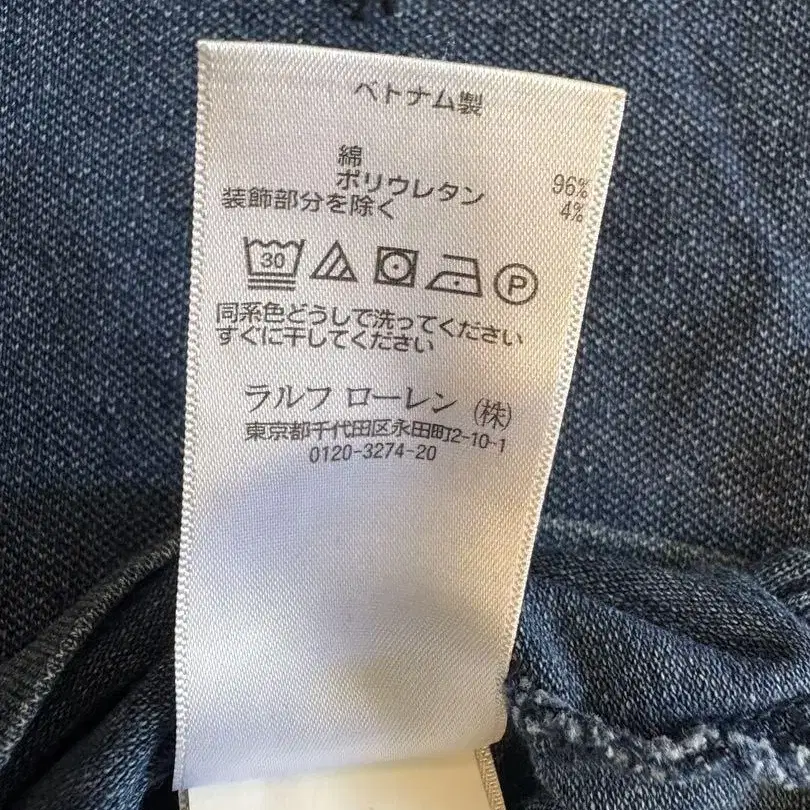 ベトナム製
綿 96%
ポリウレタン 4%
装飾部分を除く
30 P
同系色どうしで洗ってください
すぐに干してください
ラルフ ローレン (株)
東京都千代田区永田町2-10-1
0120-3274-20